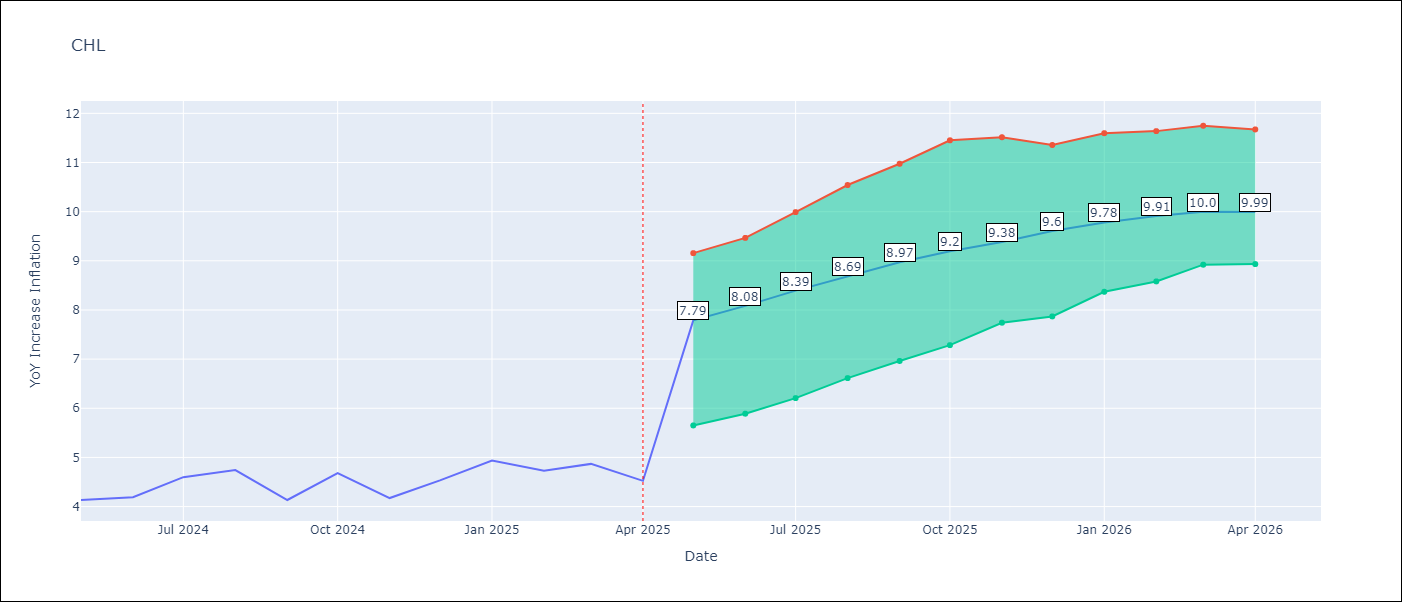 CHL
YoY Increase Inflation
12
11
10
9
8
7
6
5
4
7.79
8.08
8.39
8.69
8.97
9.2
9.38
9.6
9.78
9.91
10.0
9.99
Jul 2024
Oct 2024
Jan 2025
Apr 2025
Jul 2025
Oct 2025
Jan 2026
Apr 2026
Date